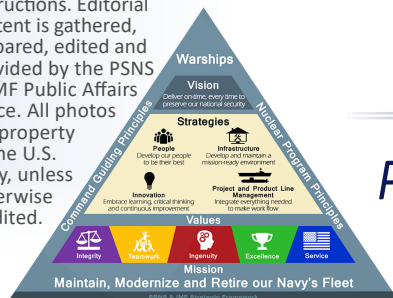 ructions. Editorial
tent is gathered,
pared, edited and
vided by the PSNS
MF Public Affairs
ce. All photos
property
he U.S.
y, unless
erwise
dited.
Warships
Vision
Deliver on-time, every time to
preserve our national security
Command Guiding Principles
Nuclear Program Principles
Strategies
People
Develop our people
to be their best
Infrastructure
Develop and maintain a
mission-ready environment
Innovation
Embrace learning, critical thinking
and continuous improvement
Project and Product Line
Management
Integrate everything needed
to make work flow
Values
Integrity
Teamwork
Ingenuity
Excellence
Service
Mission
Maintain, Modernize and Retire our Navy's Fleet
PSNS & IMF Strategic Framework